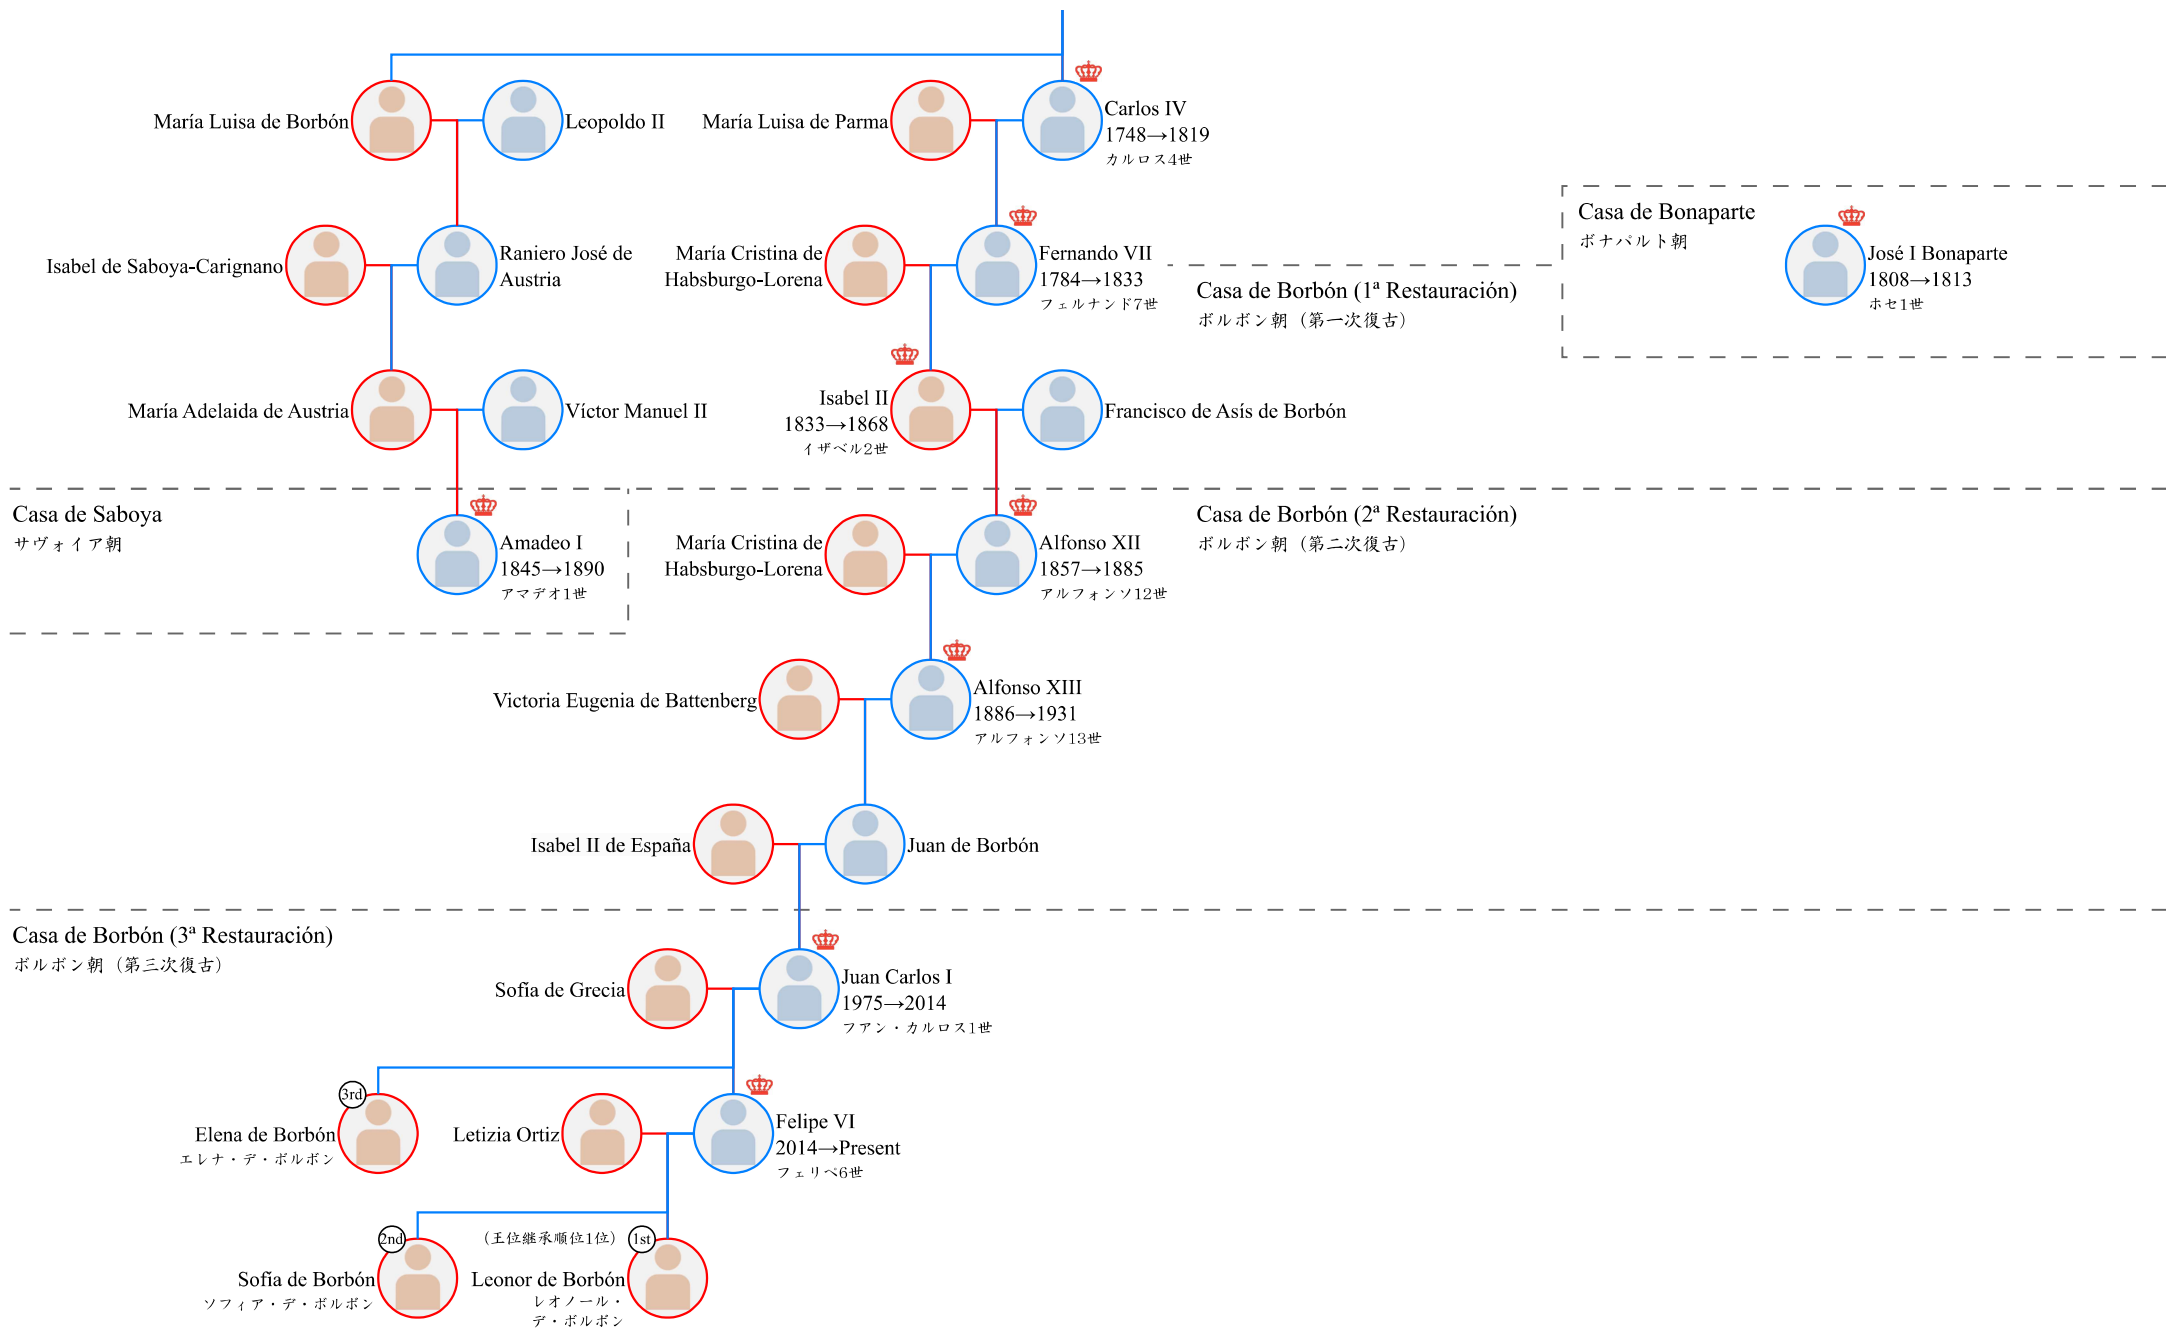 María Luisa de Borbón
Leopoldo II
María Luisa de Parma
Carlos IV
1748→1819
カルロス4世
Casa de Bonaparte
ボナパルト朝
José I Bonaparte
1808→1813
ホセ1世
Isabel de Saboya-Carignano
Raniero José de
Austria
María Cristina de
Habsburgo-Lorena
Fernando VII
1784→1833
フェルナンド7世
Casa de Borbón (1ª Restauración)
ボルボン朝（第一次復古）
María Adelaida de Austria
Víctor Manuel II
Isabel II
1833→1868
イザベル2世
Francisco de Asís de Borbón
Casa de Saboya
サヴォイア朝
Amadeo I
1845→1890
アマデオ1世
María Cristina de
Habsburgo-Lorena
Alfonso XII
1857→1885
アルフォンソ12世
Casa de Borbón (2ª Restauración)
ボルボン朝（第二次復古）
Victoria Eugenia de Battenberg
Alfonso XIII
1886→1931
アルフォンソ13世
Isabel II de España
Juan de Borbón
Casa de Borbón (3ª Restauración)
ボルボン朝（第三次復古）
Sofía de Grecia
Juan Carlos I
1975→2014
フアン・カルロス1世
3rd
Elena de Borbón
エレナ・デ・ボルボン
Letizia Ortiz
Felipe VI
2014→Present
フェリペ6世
2nd
Sofía de Borbón
ソフィア・デ・ボルボン
（王位継承順位1位）
1st
Leonor de Borbón
レオノール・
デ・ボルボン